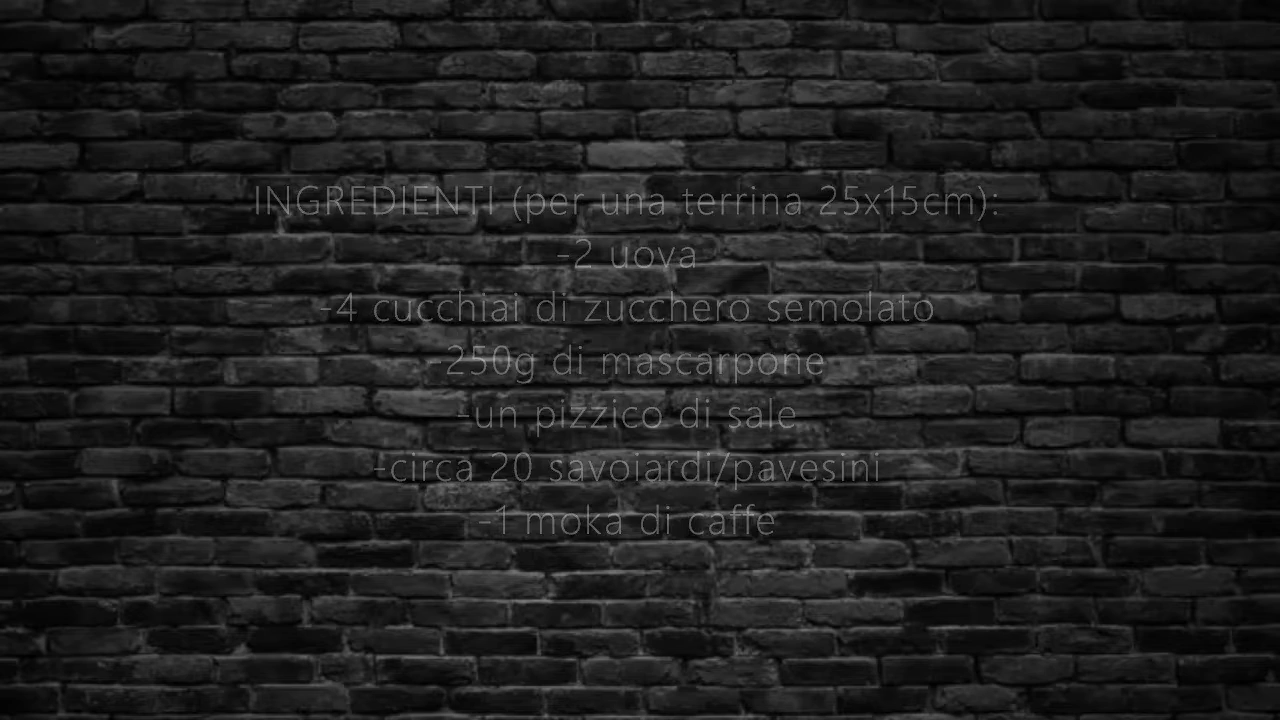 INGREDIENTI (per una terrina 25x15cm):
-2 uova
-4 cucchiai di zucchero semolato
-250g di mascarpone
-un pizzico di sale
-circa 20 savoiardi/pavesini
-1 moka di caffe